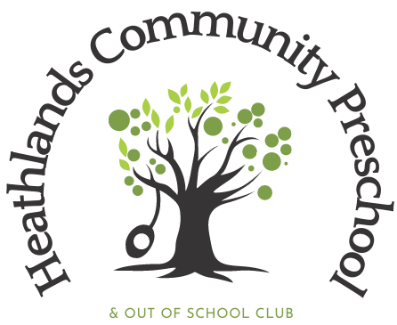 Heathlands Community Preschool
& OUT OF SCHOOL CLUB